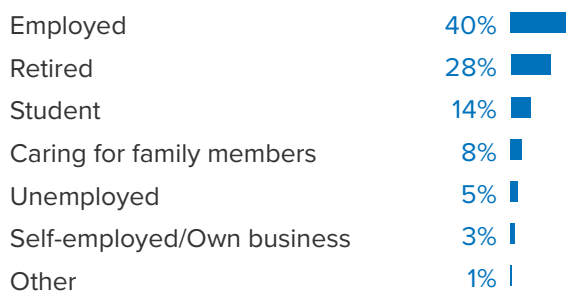 Employed 40%
Retired 28%
Student 14%
Caring for family members 8%
Unemployed 5%
Self-employed/Own business 3%
Other 1%